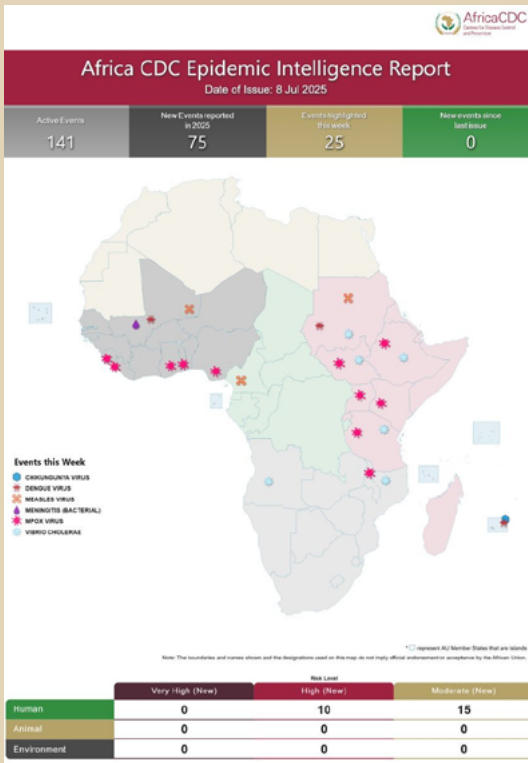 AfricaCDC
Centres for Disease Control
and Prevention
Africa CDC Epidemic Intelligence Report
Date of Issue: 8 Jul 2025
Active Events
141
New Events reported
in 2025
75
Events highlighted
this week
25
New events since
last issue
0
Events this Week
CHIKUNGUNYA VIRUS
DENGUE VIRUS
MEASLES VIRUS
MENINGITIS (BACTERIAL)
MPOX VIRUS
VIBRIO CHOLERAE
* represent AU Member States that are islands
Note: The boundaries and names shown and the designations used on this map do not imply official endorsement or acceptance by the African Union.
Risk Level
Very High (New) High (New) Moderate (New)
Human 0 10 15
Animal 0 0 0
Environment 0 0 0